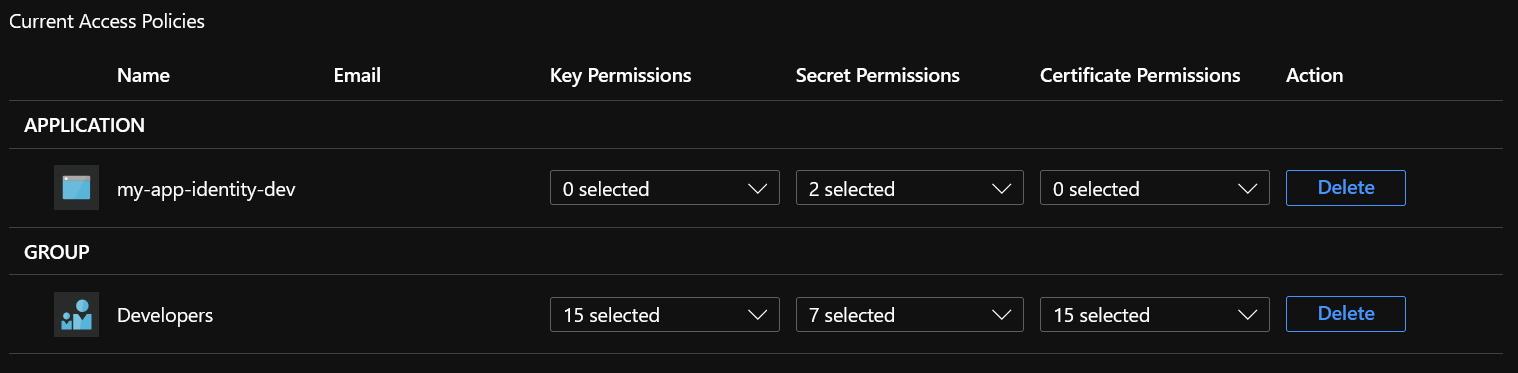 Current Access Policies
Name Email Key Permissions Secret Permissions Certificate Permissions Action
APPLICATION
my-app-identity-dev 0 selected 2 selected 0 selected Delete
GROUP
Developers 15 selected 7 selected 15 selected Delete